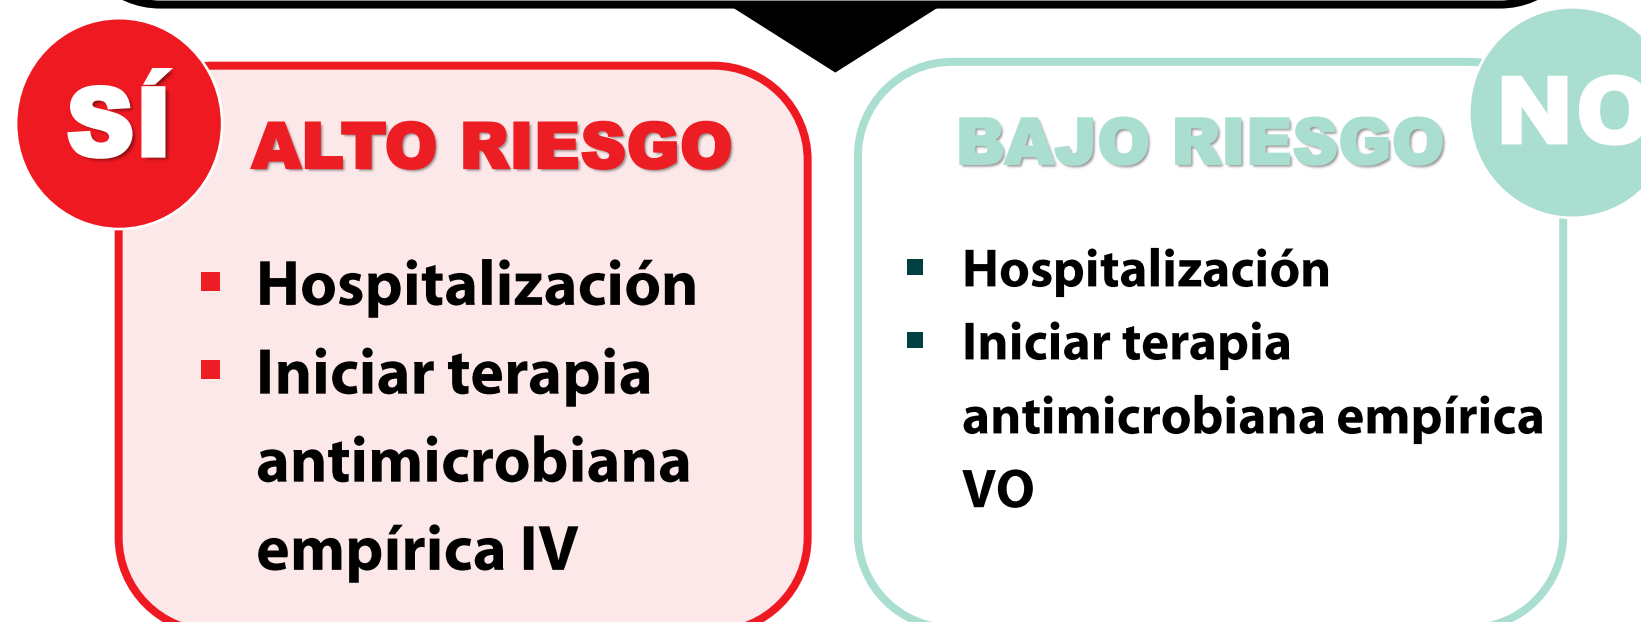 SÍ
ALTO RIESGO
Hospitalización
Iniciar terapia
antimicrobiana
empírica IV
NO
BAJO RIESGO
Hospitalización
Iniciar terapia
antimicrobiana empírica
VO